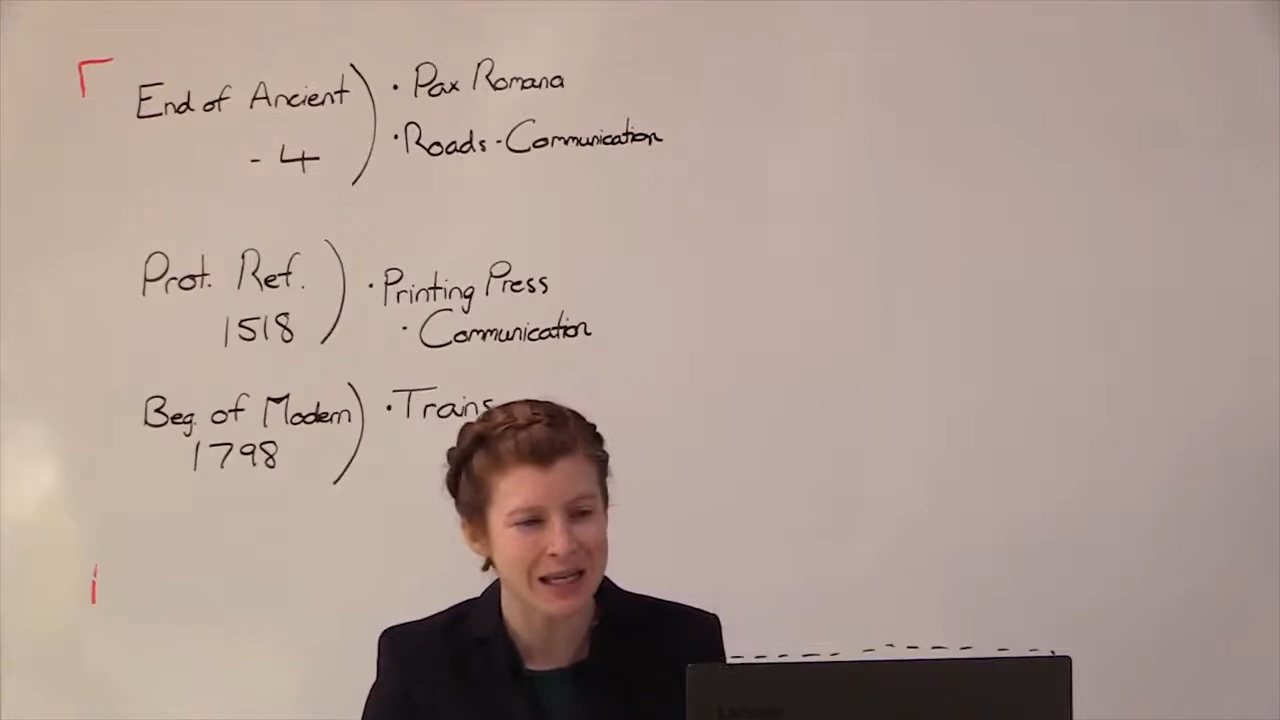 End of Ancient
- 4
• Pax Romana
• Roads - Communication
Prot. Ref.
1518
• Printing Press
• Communication
Beg. of Modern
1798
• Trains